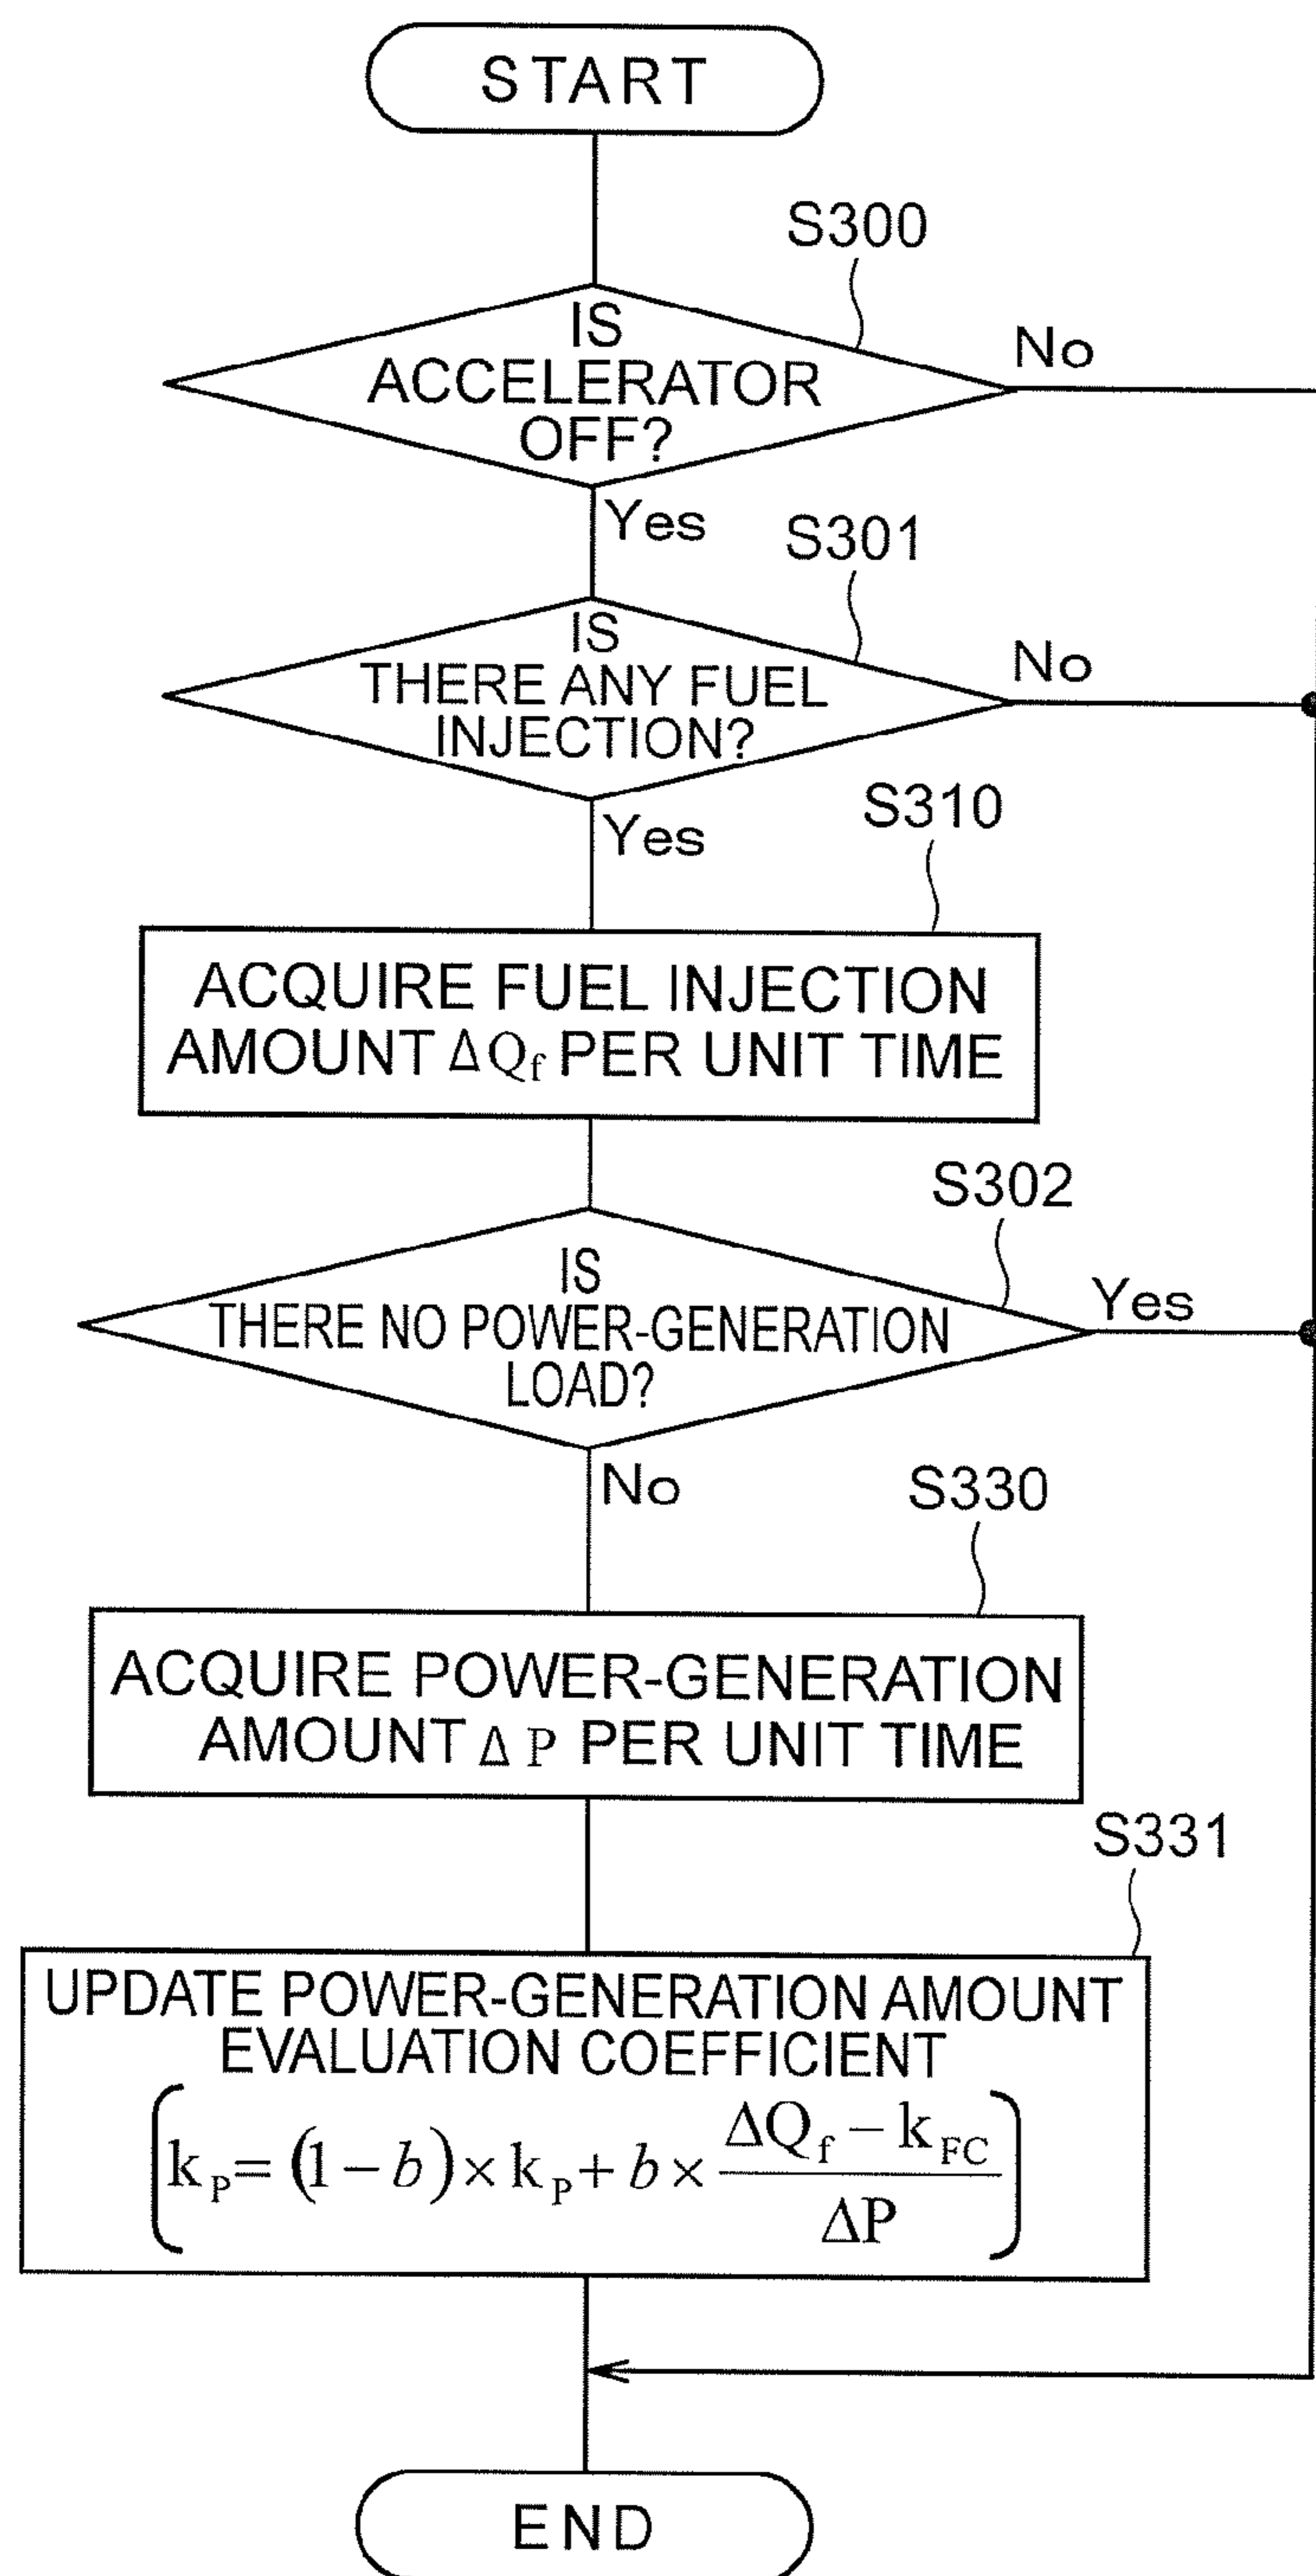 START
S300
IS
ACCELERATOR
OFF?
No
Yes
S301
IS
THERE ANY FUEL
INJECTION?
No
Yes
S310
ACQUIRE FUEL INJECTION
AMOUNT ΔQf PER UNIT TIME
S302
IS
THERE NO POWER-GENERATION
LOAD?
Yes
No
S330
ACQUIRE POWER-GENERATION
AMOUNT ΔP PER UNIT TIME
S331
UPDATE POWER-GENERATION AMOUNT
EVALUATION COEFFICIENT
(kP = (1 − b) × kP + b × (ΔQf − kFC) / ΔP)
END